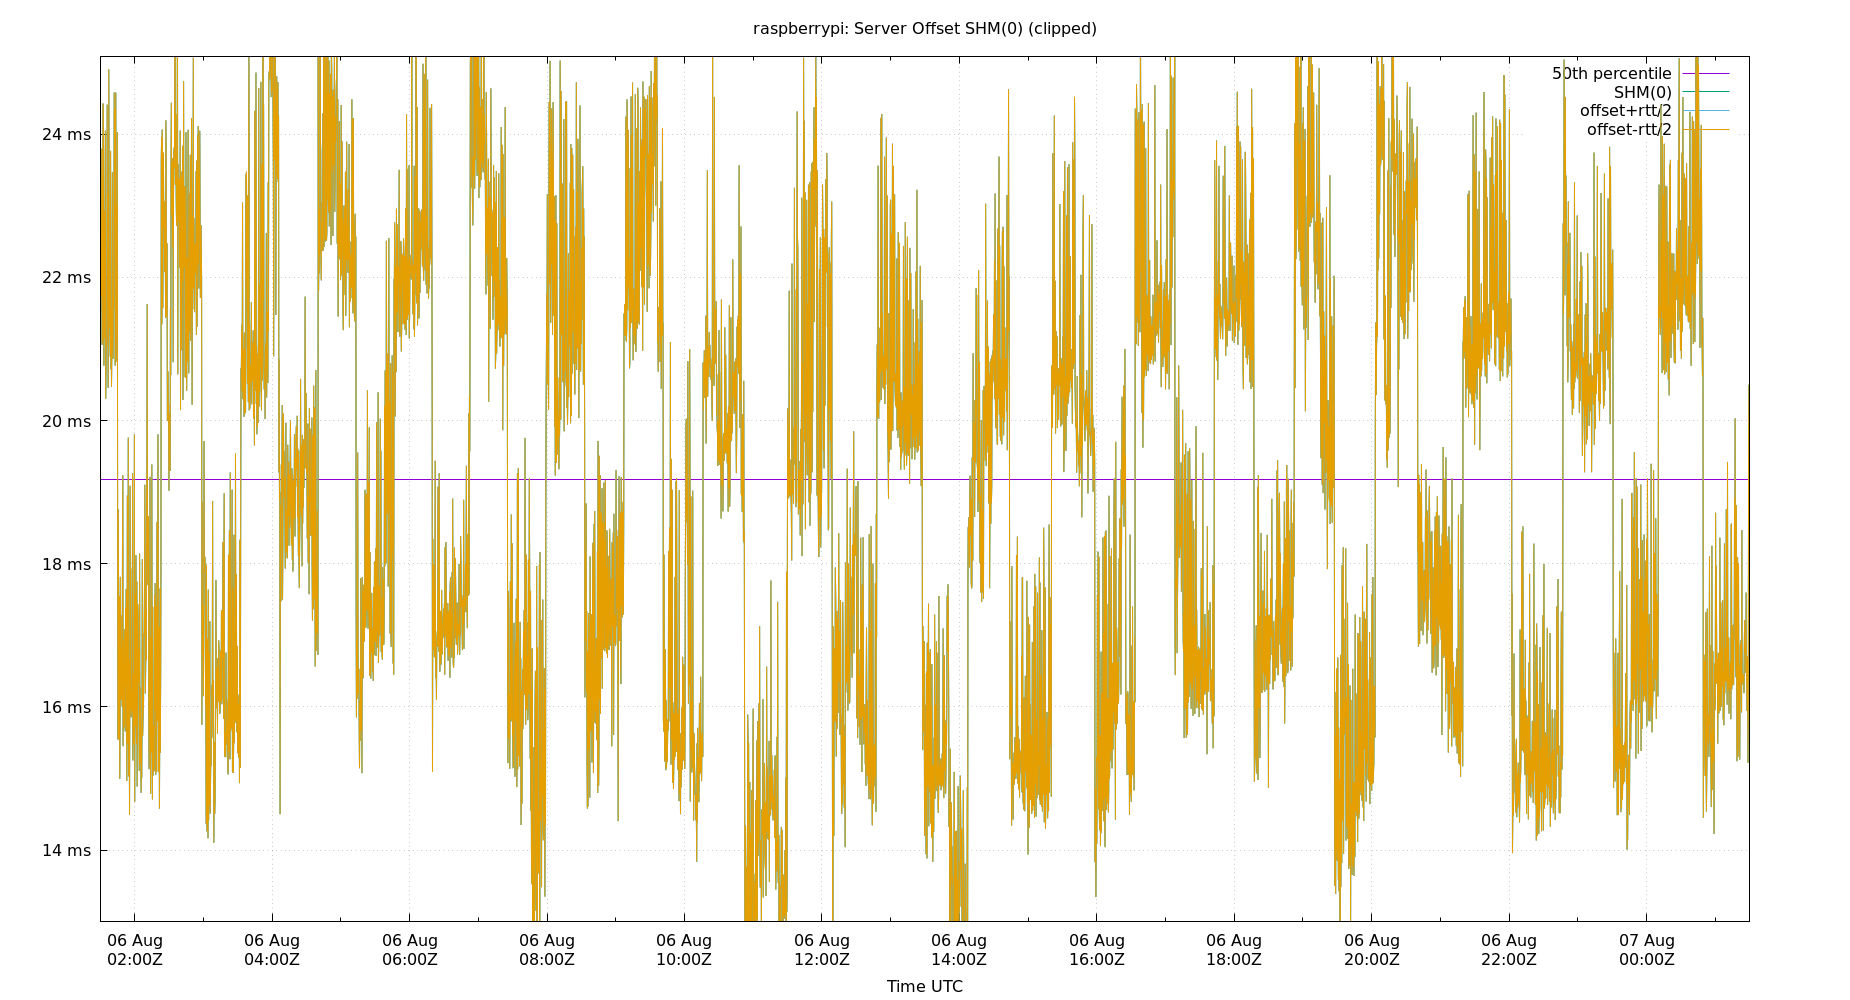 raspberrypi: Server Offset SHM(0) (clipped)
50th percentile
SHM(0)
offset+rtt/2
offset-rtt/2
24 ms
22 ms
20 ms
18 ms
16 ms
14 ms
06 Aug 06 Aug 06 Aug 06 Aug 06 Aug 06 Aug 06 Aug 06 Aug 06 Aug 06 Aug 06 Aug 07 Aug
02:00Z 04:00Z 06:00Z 08:00Z 10:00Z 12:00Z 14:00Z 16:00Z 18:00Z 20:00Z 22:00Z 00:00Z
Time UTC